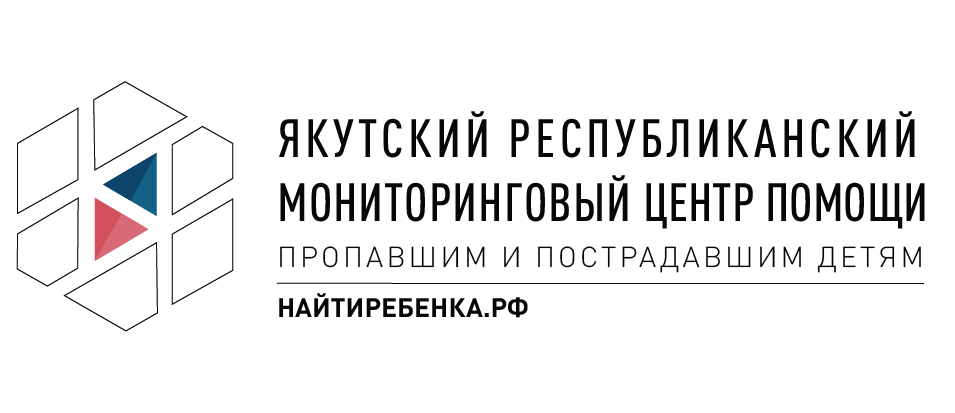 ЯКУТСКИЙ РЕСПУБЛИКАНСКИЙ
МОНИТОРИНГОВЫЙ ЦЕНТР ПОМОЩИ
ПРОПАВШИМ И ПОСТРАДАВШИМ ДЕТЯМ
НАЙТИРЕБЕНКА.РФ